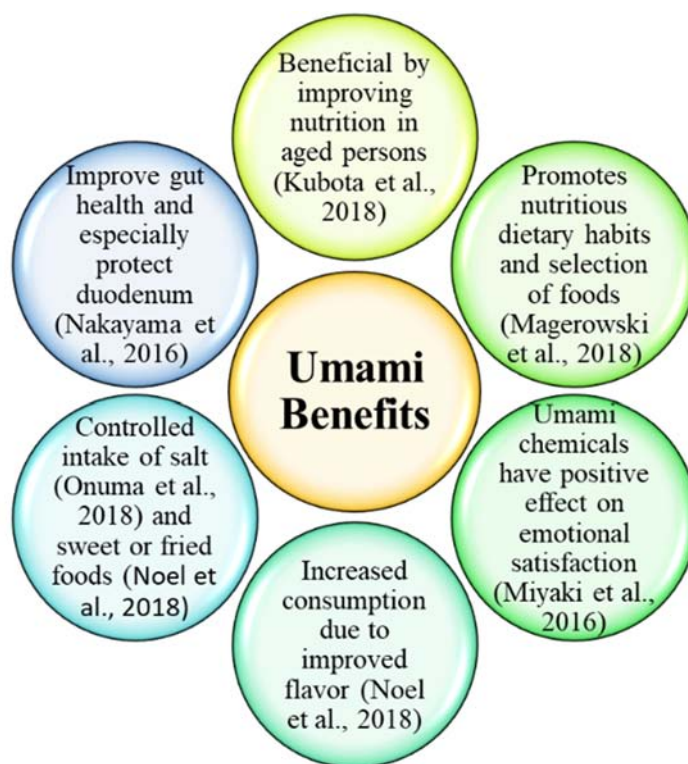 Beneficial by
improving
nutrition in
aged persons
(Kubota et al.,
2018)
Promotes
nutritious
dietary habits
and selection
of foods
(Magerowski
et al., 2018)
Umami
chemicals
have positive
effect on
emotional
satisfaction
(Miyaki et al.,
2016)
Increased
consumption
due to
improved
flavor (Noel
et al., 2018)
Controlled
intake of salt
(Onuma et al.,
2018) and
sweet or fried
foods (Noel et
al., 2018)
Improve gut
health and
especially
protect
duodenum
(Nakayama et
al., 2016)
Umami
Benefits